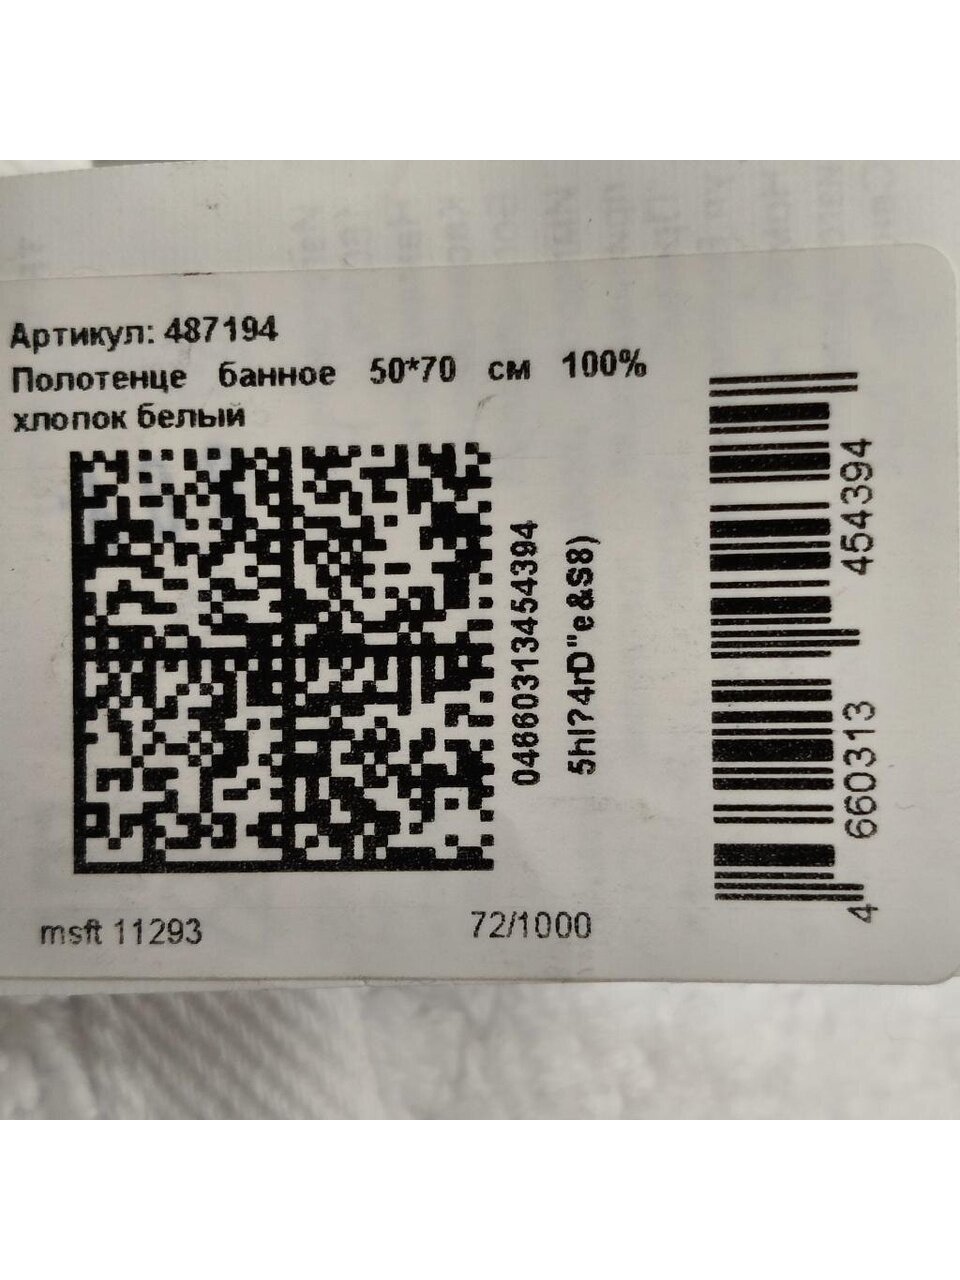 Артикул: 487194
Полотенце банное 50*70 см 100%
хлопок белый
04660313454394
5hI?4rD"e&S8)
4 660313 454394
msft 11293
72/1000